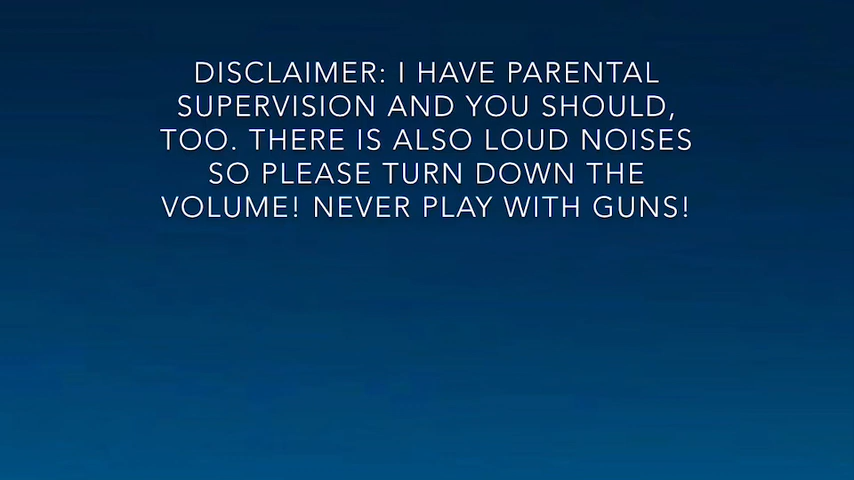 DISCLAIMER: I HAVE PARENTAL
SUPERVISION AND YOU SHOULD,
TOO. THERE IS ALSO LOUD NOISES
SO PLEASE TURN DOWN THE
VOLUME! NEVER PLAY WITH GUNS!